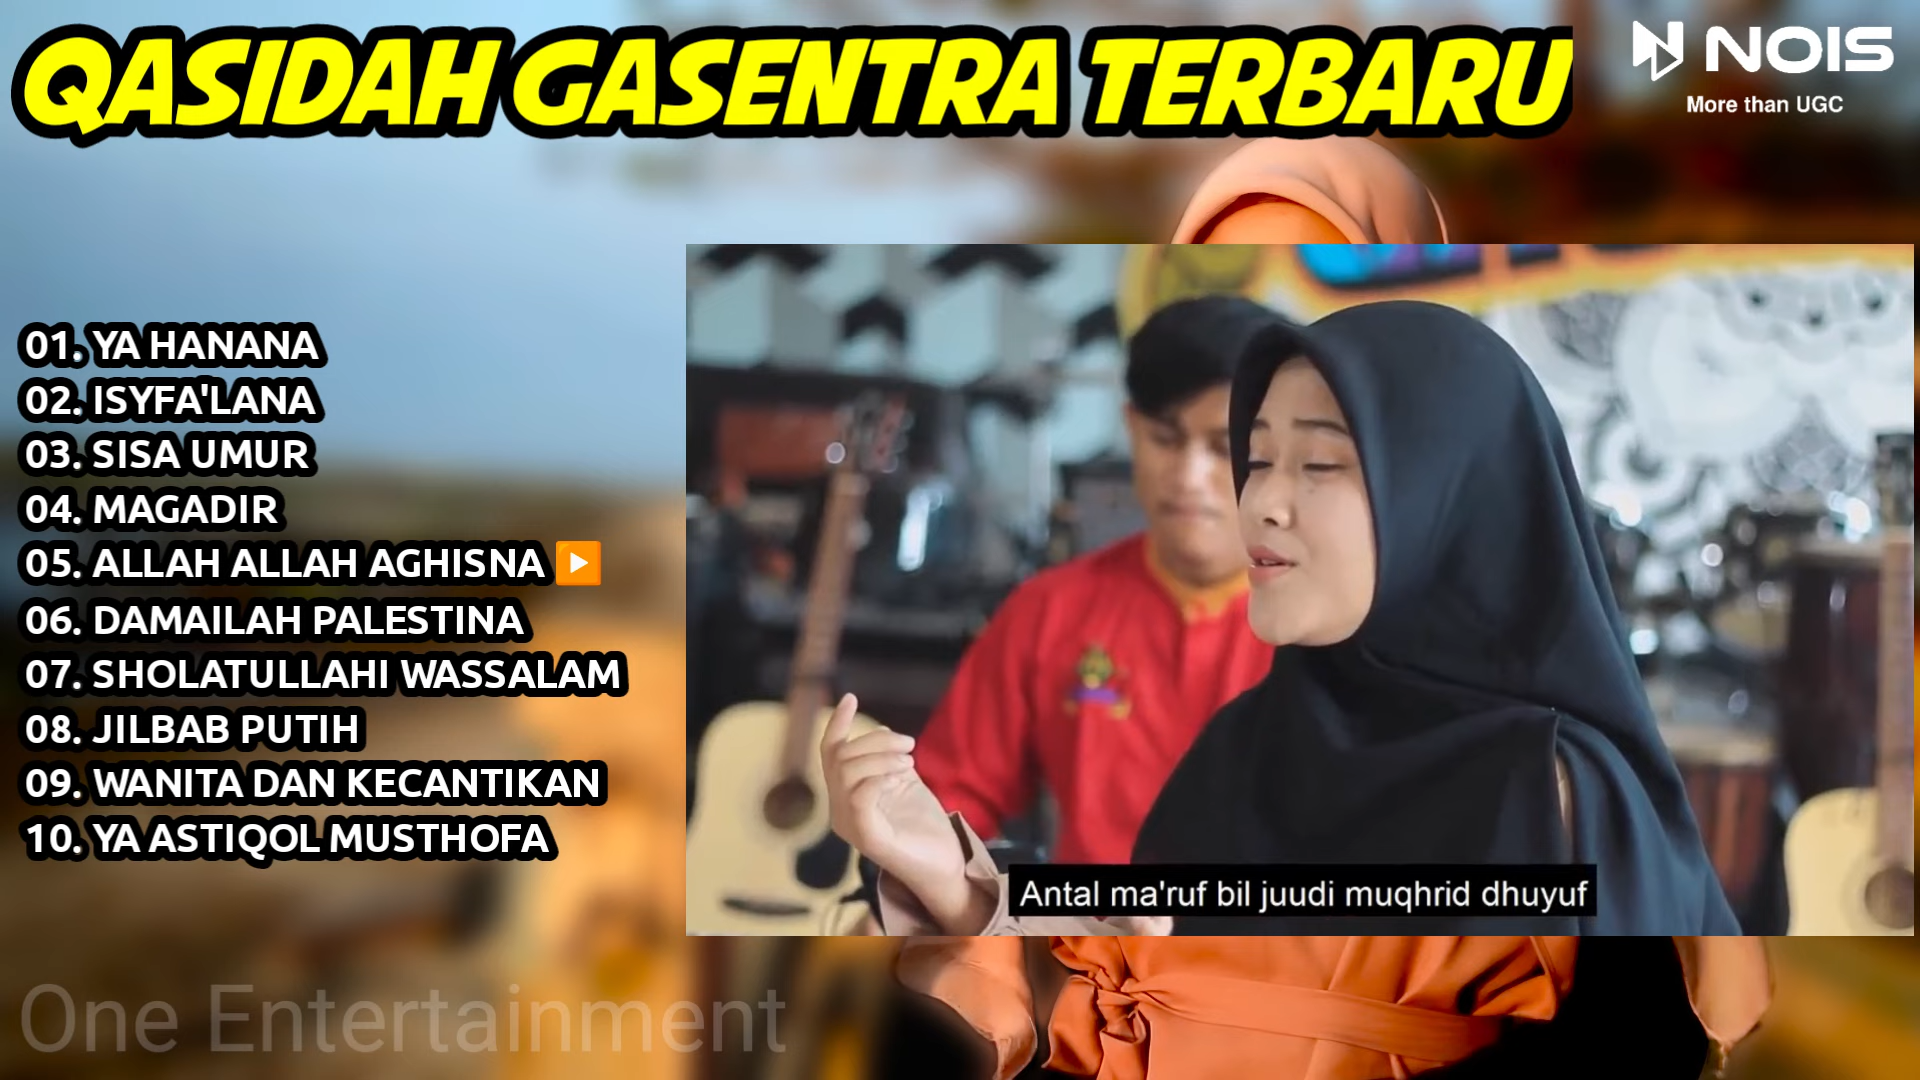 QASIDAH GASENTRA TERBARU
NOIS
More than UGC
01. YA HANANA
02. ISYFA'LANA
03. SISA UMUR
04. MAGADIR
05. ALLAH ALLAH AGHISNA
06. DAMAILAH PALESTINA
07. SHOLATULLAHI WASSALAM
08. JILBAB PUTIH
09. WANITA DAN KECANTIKAN
10. YA ASTIQOL MUSTHOFA
Antal ma'ruf bil juudi muqhrid dhuyuf
One Entertainment